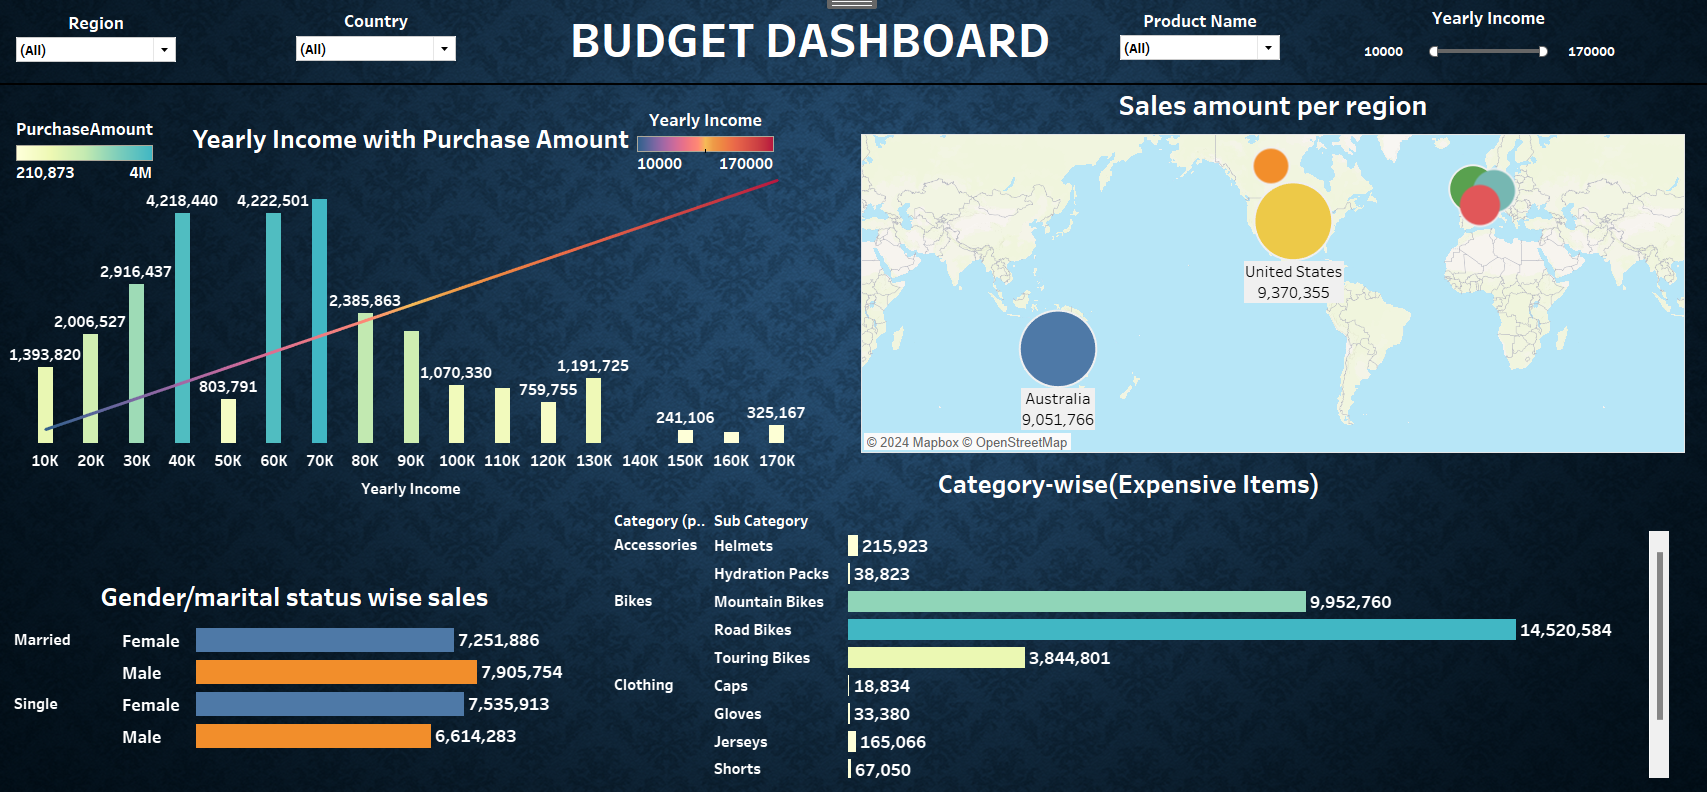 Region
(All)
Country
(All)
BUDGET DASHBOARD
Product Name
(All)
Yearly Income
10000
170000
PurchaseAmount
210,873
4M
Yearly Income with Purchase Amount
Yearly Income
10000
170000
4,218,440
4,222,501
2,916,437
2,385,863
2,006,527
1,393,820
803,791
1,070,330
759,755
1,191,725
241,106
325,167
10K 20K 30K 40K 50K 60K 70K 80K 90K 100K 110K 120K 130K 140K 150K 160K 170K
Yearly Income
Sales amount per region
United States
9,370,355
Australia
9,051,766
© 2024 Mapbox © OpenStreetMap
Gender/marital status wise sales
Married Female 7,251,886
Male 7,905,754
Single Female 7,535,913
Male 6,614,283
Category-wise(Expensive Items)
Category (p.. Sub Category
Accessories Helmets 215,923
Hydration Packs 38,823
Bikes Mountain Bikes 9,952,760
Road Bikes 14,520,584
Touring Bikes 3,844,801
Clothing Caps 18,834
Gloves 33,380
Jerseys 165,066
Shorts 67,050